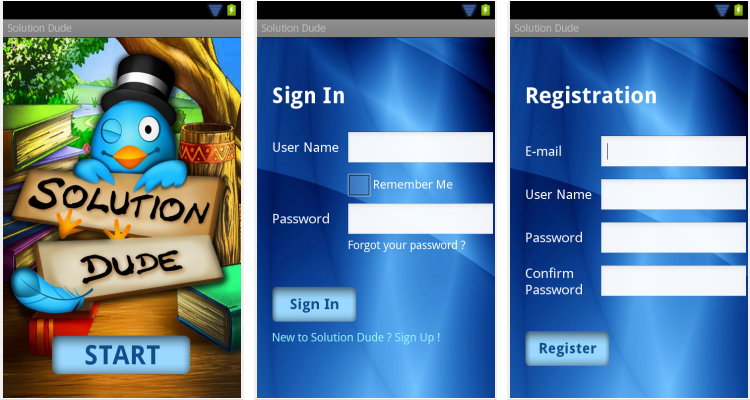 Solution Dude
SOLUTION
DUDE
START
Solution Dude
Sign In
User Name
Remember Me
Password
Forgot your password ?
Sign In
New to Solution Dude ? Sign Up !
Solution Dude
Registration
E-mail
User Name
Password
Confirm
Password
Register